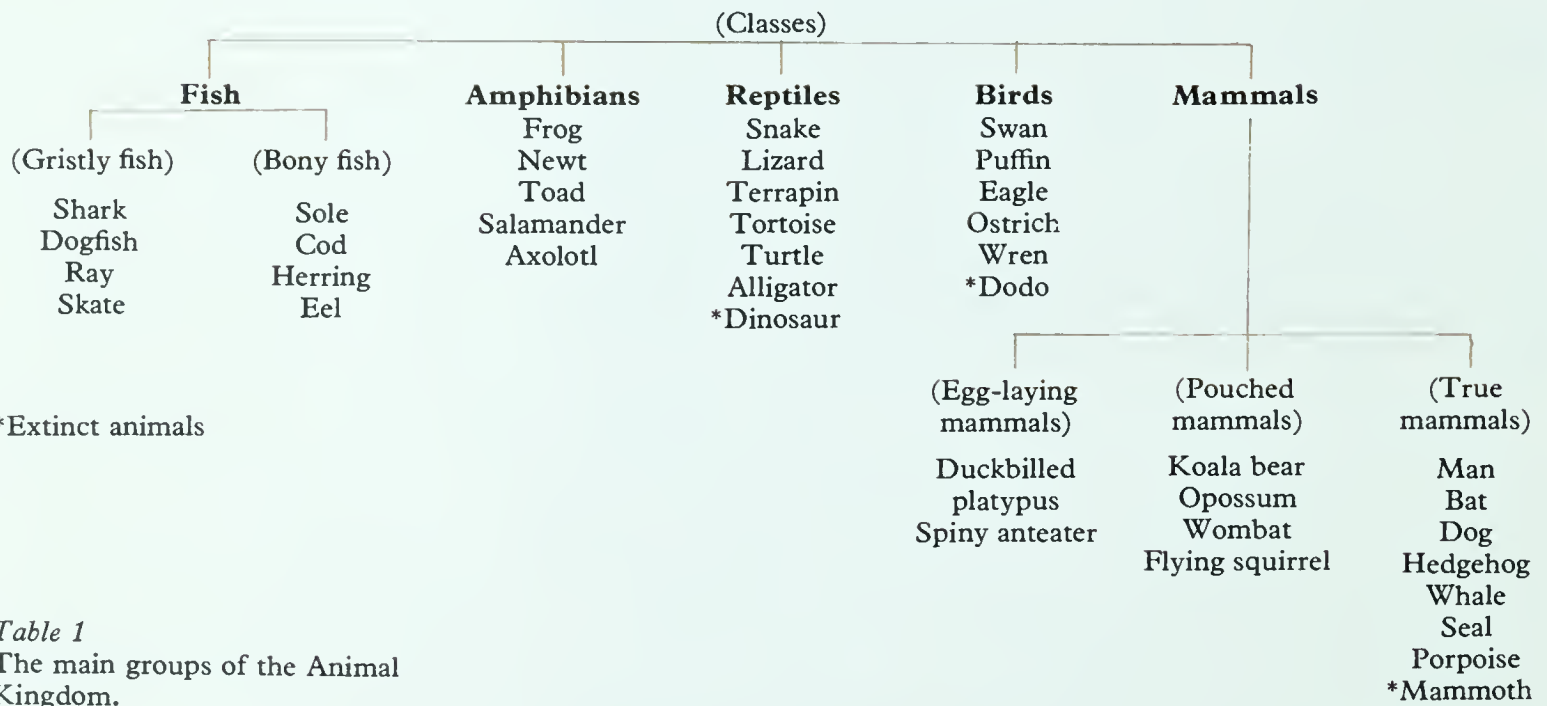 (Classes)
Fish
(Gristly fish)
Shark
Dogfish
Ray
Skate
(Bony fish)
Sole
Cod
Herring
Eel
Amphibians
Frog
Newt
Toad
Salamander
Axolotl
Reptiles
Snake
Lizard
Terrapin
Tortoise
Turtle
Alligator
*Dinosaur
Birds
Swan
Puffin
Eagle
Ostrich
Wren
*Dodo
Mammals
(Egg-laying
mammals)
Duckbilled
platypus
Spiny anteater
(Pouched
mammals)
Koala bear
Opossum
Wombat
Flying squirrel
(True
mammals)
Man
Bat
Dog
Hedgehog
Whale
Seal
Porpoise
*Mammoth
*Extinct animals
Table 1
The main groups of the Animal
Kingdom.